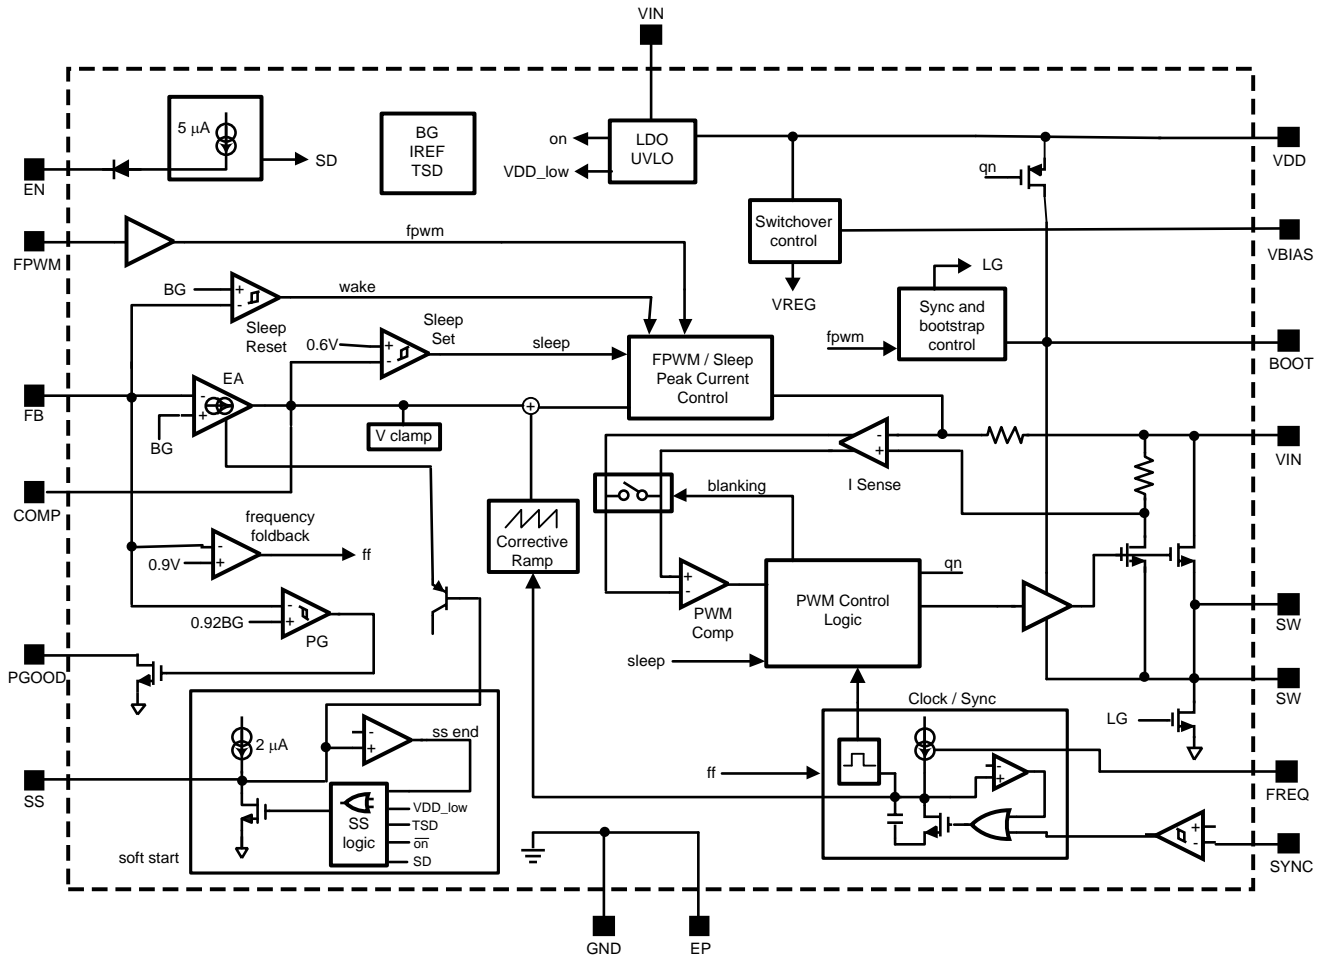 VIN
5 µA
SD
EN
BG
IREF
TSD
on
VDD_low
LDO
UVLO
VDD
qn
FPWM
fpwm
Switchover
control
VBIAS
VREG
LG
BG
+
-
wake
Sleep
Reset
0.6V
+
-
Sleep
Set
sleep
FPWM / Sleep
Peak Current
Control
fpwm
Sync and
bootstrap
control
BOOT
FB
EA
-
+
BG
V clamp
+
-
+
I Sense
VIN
COMP
blanking
Corrective
Ramp
frequency
foldback
-
+
0.9V
ff
+
-
PWM
Comp
PWM Control
Logic
qn
-
+
0.92BG
PG
SW
PGOOD
sleep
SW
Clock / Sync
LG
2 µA
-
+
ss end
SS
ff
-
+
FREQ
SS
logic
VDD_low
TSD
on
SD
soft start
+
-
SYNC
GND
EP